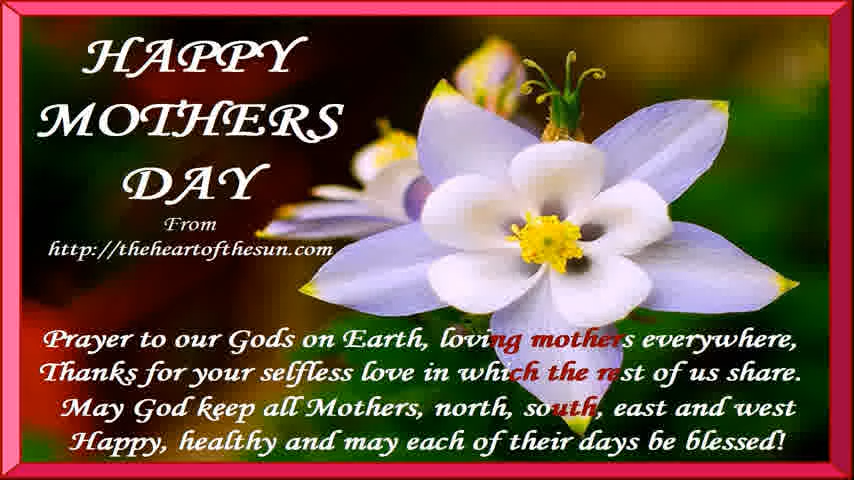 HAPPY
MOTHERS
DAY
From
http://theheartofthesun.com
Prayer to our Gods on Earth, loving mothers everywhere,
Thanks for your selfless love in which the rest of us share.
May God keep all Mothers, north, south, east and west
Happy, healthy and may each of their days be blessed!